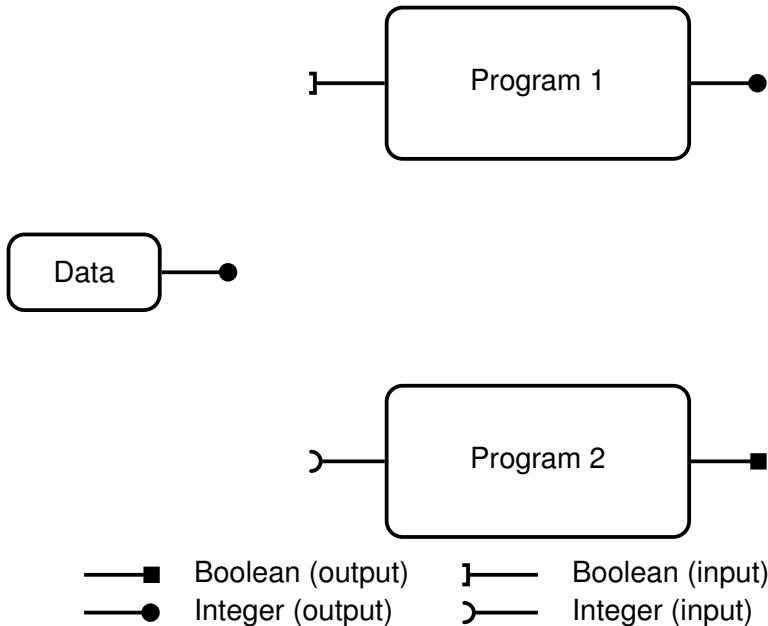 Program 1
Data
Program 2
Boolean (output)
Boolean (input)
Integer (output)
Integer (input)